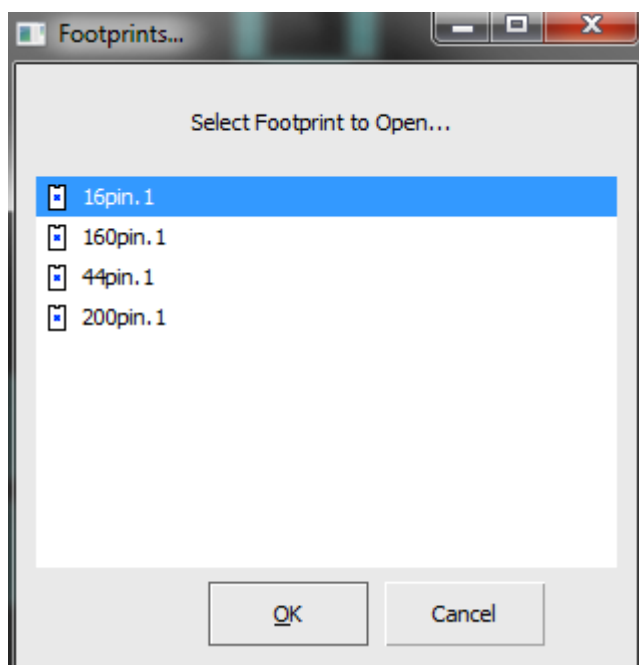 Footprints...
Select Footprint to Open...
16pin.1
160pin.1
44pin.1
200pin.1
OK Cancel